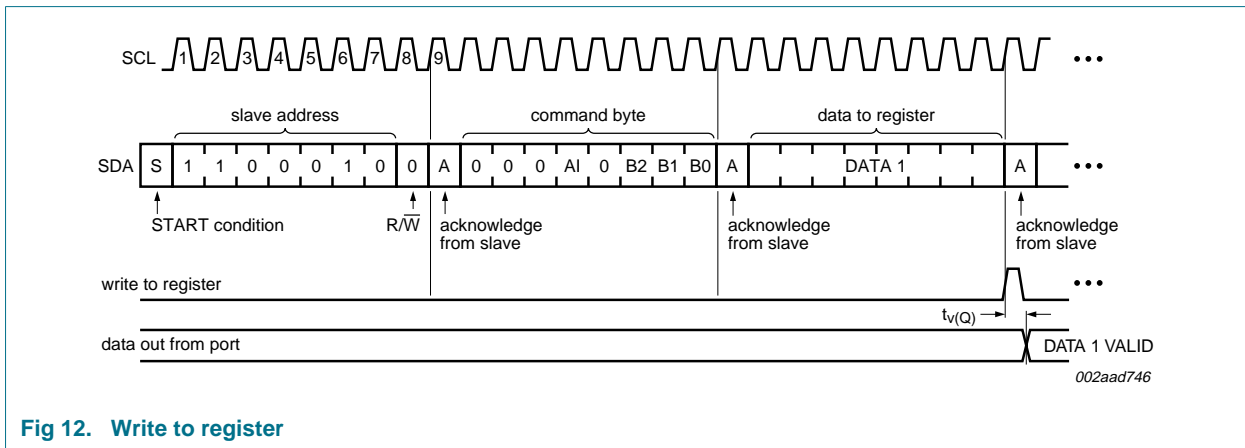 SCL 1 2 3 4 5 6 7 8 9
slave address command byte data to register
SDA S 1 1 0 0 0 1 0 0 A 0 0 0 AI 0 B2 B1 B0 A DATA 1 A
START condition R/W̅ acknowledge from slave acknowledge from slave acknowledge from slave
write to register
tv(Q)
data out from port DATA 1 VALID
002aad746
Fig 12. Write to register